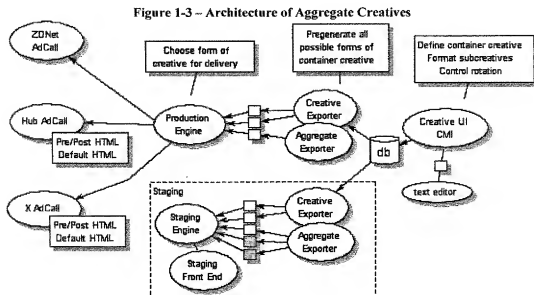 Figure 1-3 – Architecture of Aggregate Creatives
ZDNet
AdCall
Choose form of
creative for delivery
Pregenerate all
possible forms of
container creative
Define container creative
Format subcreatives
Control rotation
Hub AdCall
Pre/Post HTML
Default HTML
Production
Engine
Creative
Exporter
Aggregate
Exporter
Creative UI
CMI
db
text editor
X AdCall
Pre/Post HTML
Default HTML
Staging
Staging
Engine
Creative
Exporter
Aggregate
Exporter
Staging
Front End